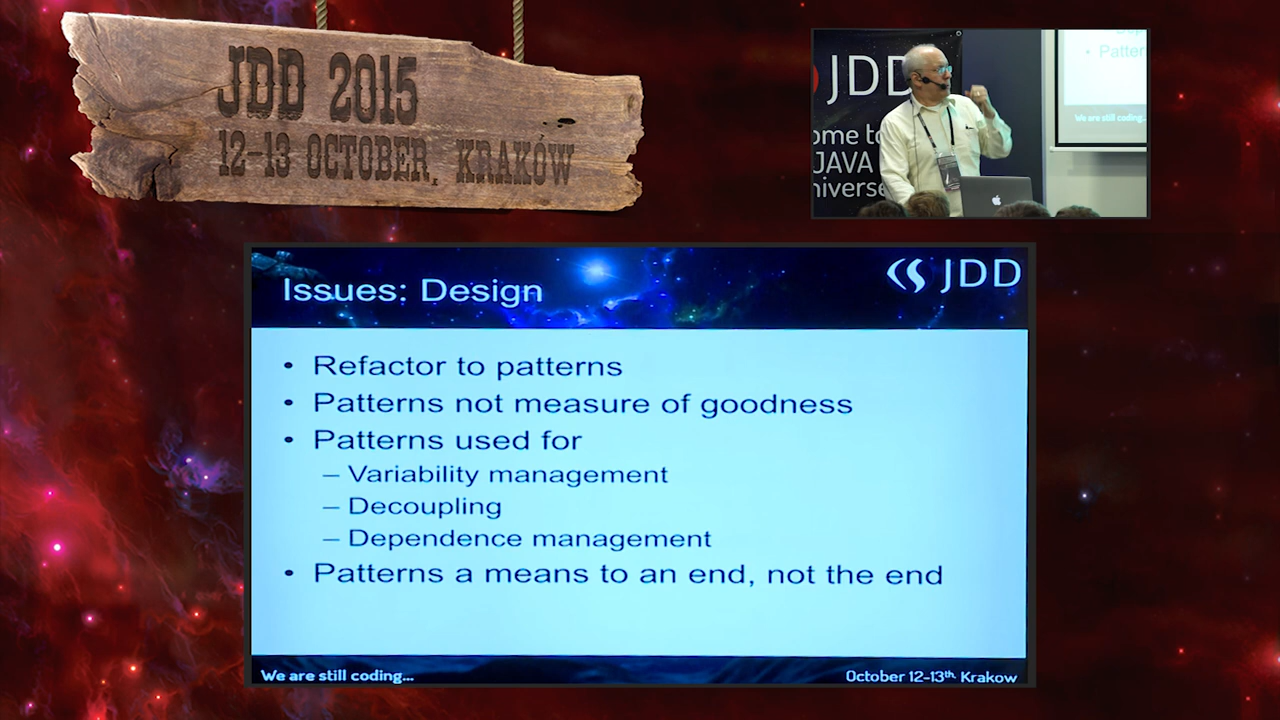 JDD 2015
12-13 OCTOBER, KRAKÓW
JDD
ome to
JAVA
niverse
Patter
We are still coding...
Issues: Design
JDD
• Refactor to patterns
• Patterns not measure of goodness
• Patterns used for
– Variability management
– Decoupling
– Dependence management
• Patterns a means to an end, not the end
We are still coding...
October 12-13th Krakow